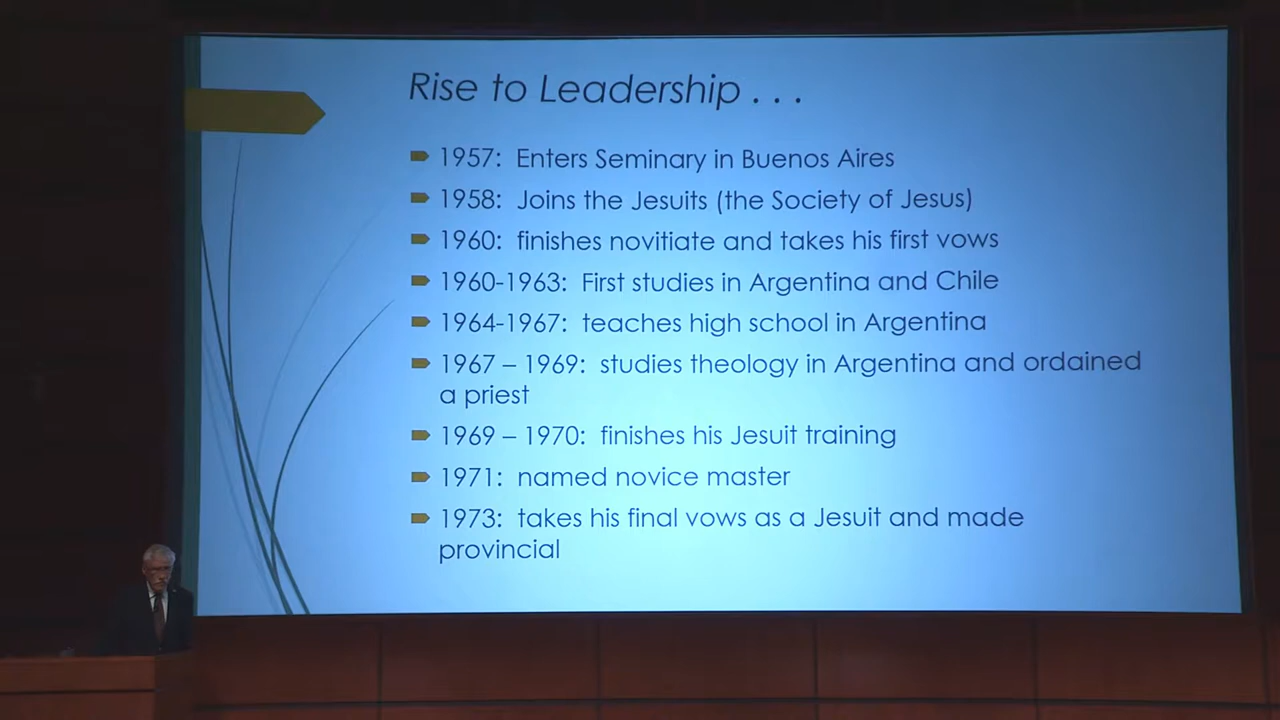 Rise to Leadership . . .
1957: Enters Seminary in Buenos Aires
1958: Joins the Jesuits (the Society of Jesus)
1960: finishes novitiate and takes his first vows
1960-1963: First studies in Argentina and Chile
1964-1967: teaches high school in Argentina
1967 – 1969: studies theology in Argentina and ordained
a priest
1969 – 1970: finishes his Jesuit training
1971: named novice master
1973: takes his final vows as a Jesuit and made
provincial